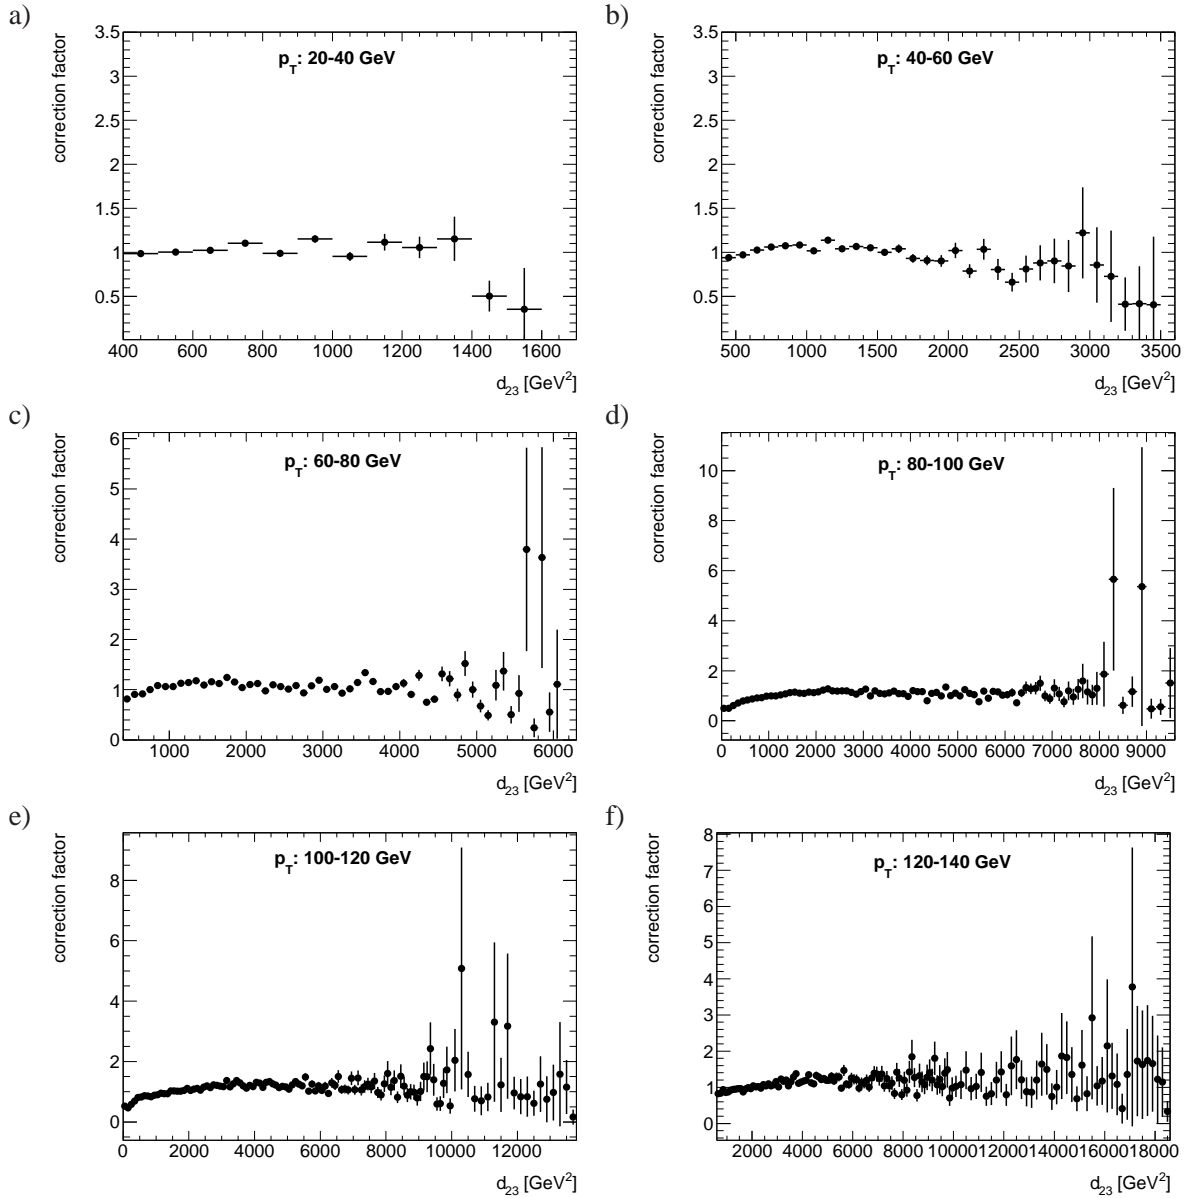 a)
correction factor
p_T: 20-40 GeV
3.5
3
2.5
2
1.5
1
0.5
400 600 800 1000 1200 1400 1600
d_23 [GeV^2]
b)
correction factor
p_T: 40-60 GeV
3.5
3
2.5
2
1.5
1
0.5
500 1000 1500 2000 2500 3000 3500
d_23 [GeV^2]
c)
correction factor
p_T: 60-80 GeV
6
5
4
3
2
1
0
1000 2000 3000 4000 5000 6000
d_23 [GeV^2]
d)
correction factor
p_T: 80-100 GeV
10
8
6
4
2
0
0 1000 2000 3000 4000 5000 6000 7000 8000 9000
d_23 [GeV^2]
e)
correction factor
p_T: 100-120 GeV
8
6
4
2
0
0 2000 4000 6000 8000 10000 12000
d_23 [GeV^2]
f)
correction factor
p_T: 120-140 GeV
8
7
6
5
4
3
2
1
0
2000 4000 6000 8000 10000 12000 14000 16000 18000
d_23 [GeV^2]